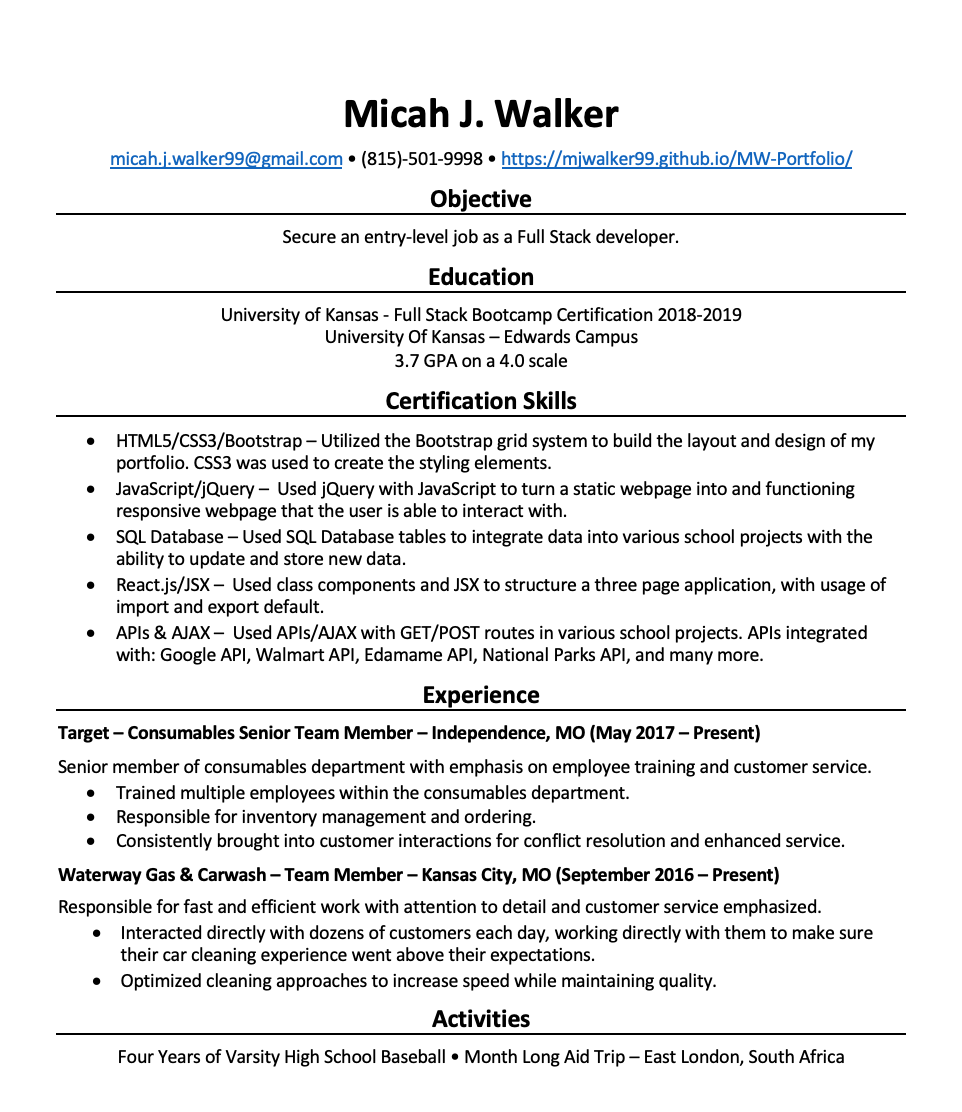 Micah J. Walker
micah.j.walker99@gmail.com • (815)-501-9998 • https://mjwalker99.github.io/MW-Portfolio/
Objective
Secure an entry-level job as a Full Stack developer.
Education
University of Kansas - Full Stack Bootcamp Certification 2018-2019
University Of Kansas – Edwards Campus
3.7 GPA on a 4.0 scale
Certification Skills
• HTML5/CSS3/Bootstrap – Utilized the Bootstrap grid system to build the layout and design of my
portfolio. CSS3 was used to create the styling elements.
• JavaScript/jQuery –  Used jQuery with JavaScript to turn a static webpage into and functioning
responsive webpage that the user is able to interact with.
• SQL Database – Used SQL Database tables to integrate data into various school projects with the
ability to update and store new data.
• React.js/JSX –  Used class components and JSX to structure a three page application, with usage of
import and export default.
• APIs & AJAX –  Used APIs/AJAX with GET/POST routes in various school projects. APIs integrated
with: Google API, Walmart API, Edamame API, National Parks API, and many more.
Experience
Target – Consumables Senior Team Member – Independence, MO (May 2017 – Present)
Senior member of consumables department with emphasis on employee training and customer service.
• Trained multiple employees within the consumables department.
• Responsible for inventory management and ordering.
• Consistently brought into customer interactions for conflict resolution and enhanced service.
Waterway Gas & Carwash – Team Member – Kansas City, MO (September 2016 – Present)
Responsible for fast and efficient work with attention to detail and customer service emphasized.
• Interacted directly with dozens of customers each day, working directly with them to make sure
their car cleaning experience went above their expectations.
• Optimized cleaning approaches to increase speed while maintaining quality.
Activities
Four Years of Varsity High School Baseball • Month Long Aid Trip – East London, South Africa